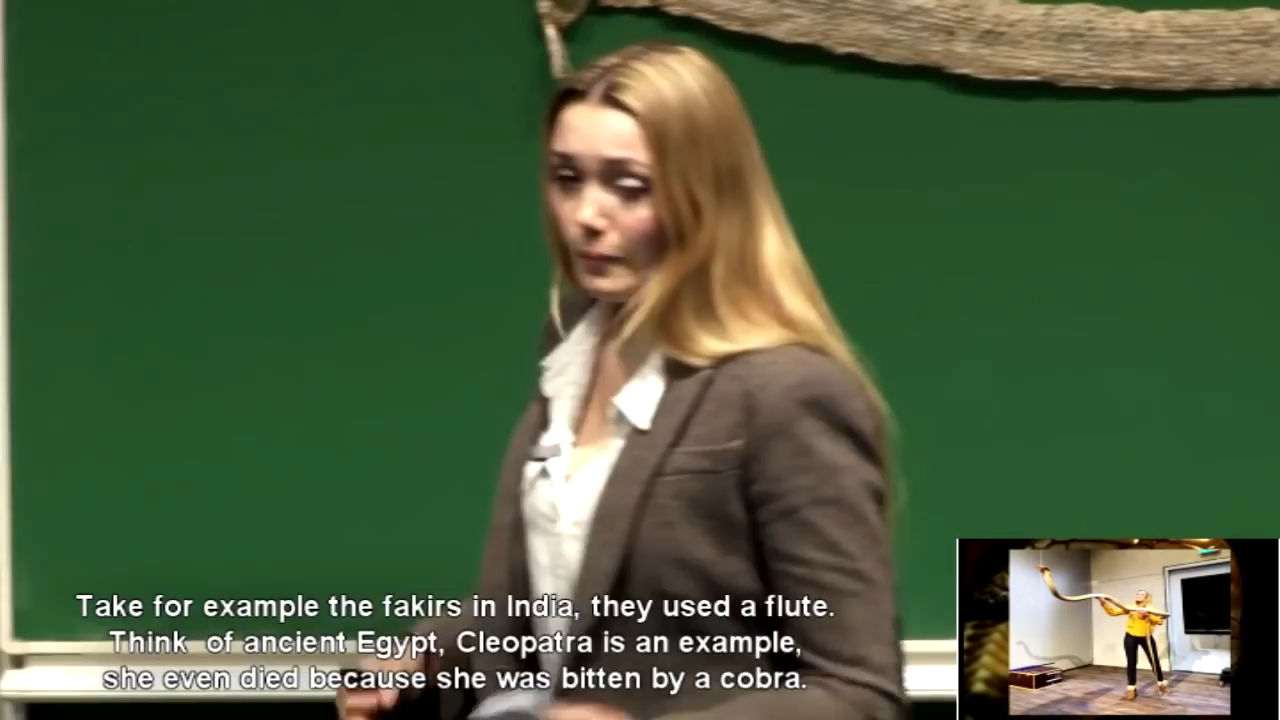 Take for example the fakirs in India, they used a flute.
Think of ancient Egypt, Cleopatra is an example,
she even died because she was bitten by a cobra.